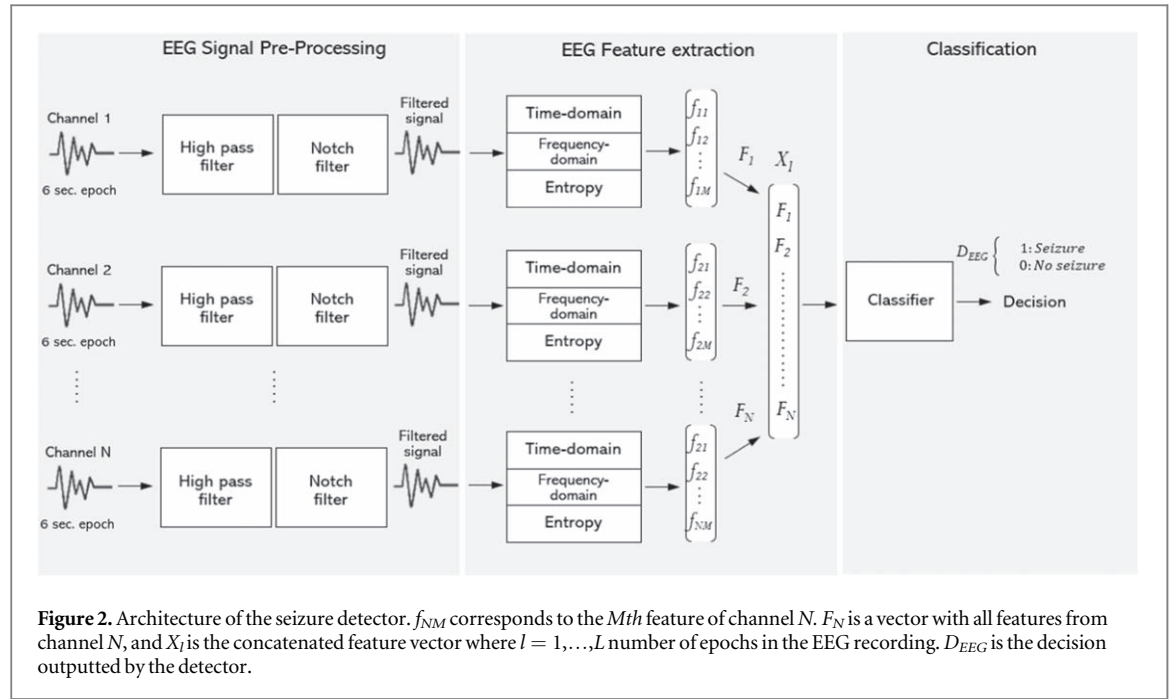 EEG Signal Pre-Processing
EEG Feature extraction
Classification
Channel 1
6 sec. epoch
High pass
filter
Notch
filter
Filtered
signal
Time-domain
Frequency-
domain
Entropy
f11
f12
⋮
f1M
F1
X1
F1
F2
FN
Channel 2
6 sec. epoch
High pass
filter
Notch
filter
Filtered
signal
Time-domain
Frequency-
domain
Entropy
f21
f22
⋮
f2M
F2
Classifier
DEEG {
1: Seizure
0: No seizure
Decision
Channel N
6 sec. epoch
High pass
filter
Notch
filter
Filtered
signal
Time-domain
Frequency-
domain
Entropy
f21
f22
⋮
fNM
FN
Figure 2. Architecture of the seizure detector. fNM corresponds to the Mth feature of channel N. FN is a vector with all features from
channel N, and Xl is the concatenated feature vector where l = 1,…,L number of epochs in the EEG recording. DEEG is the decision
outputted by the detector.